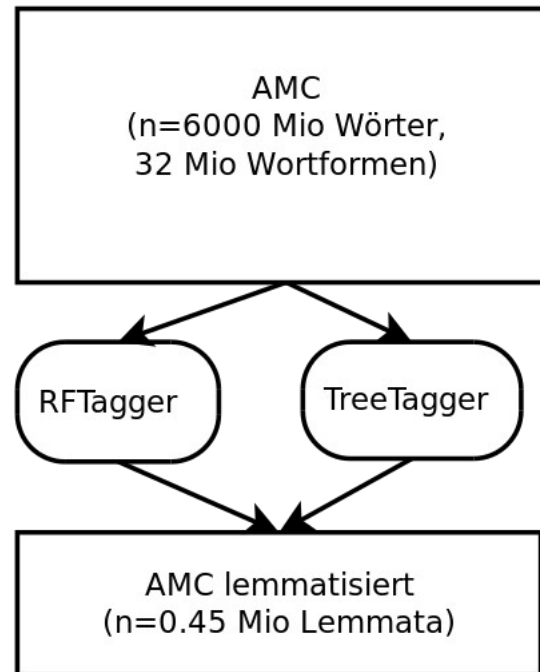 AMC
(n=6000 Mio Wörter,
32 Mio Wortformen)
RFTagger
TreeTagger
AMC lemmatisiert
(n=0.45 Mio Lemmata)